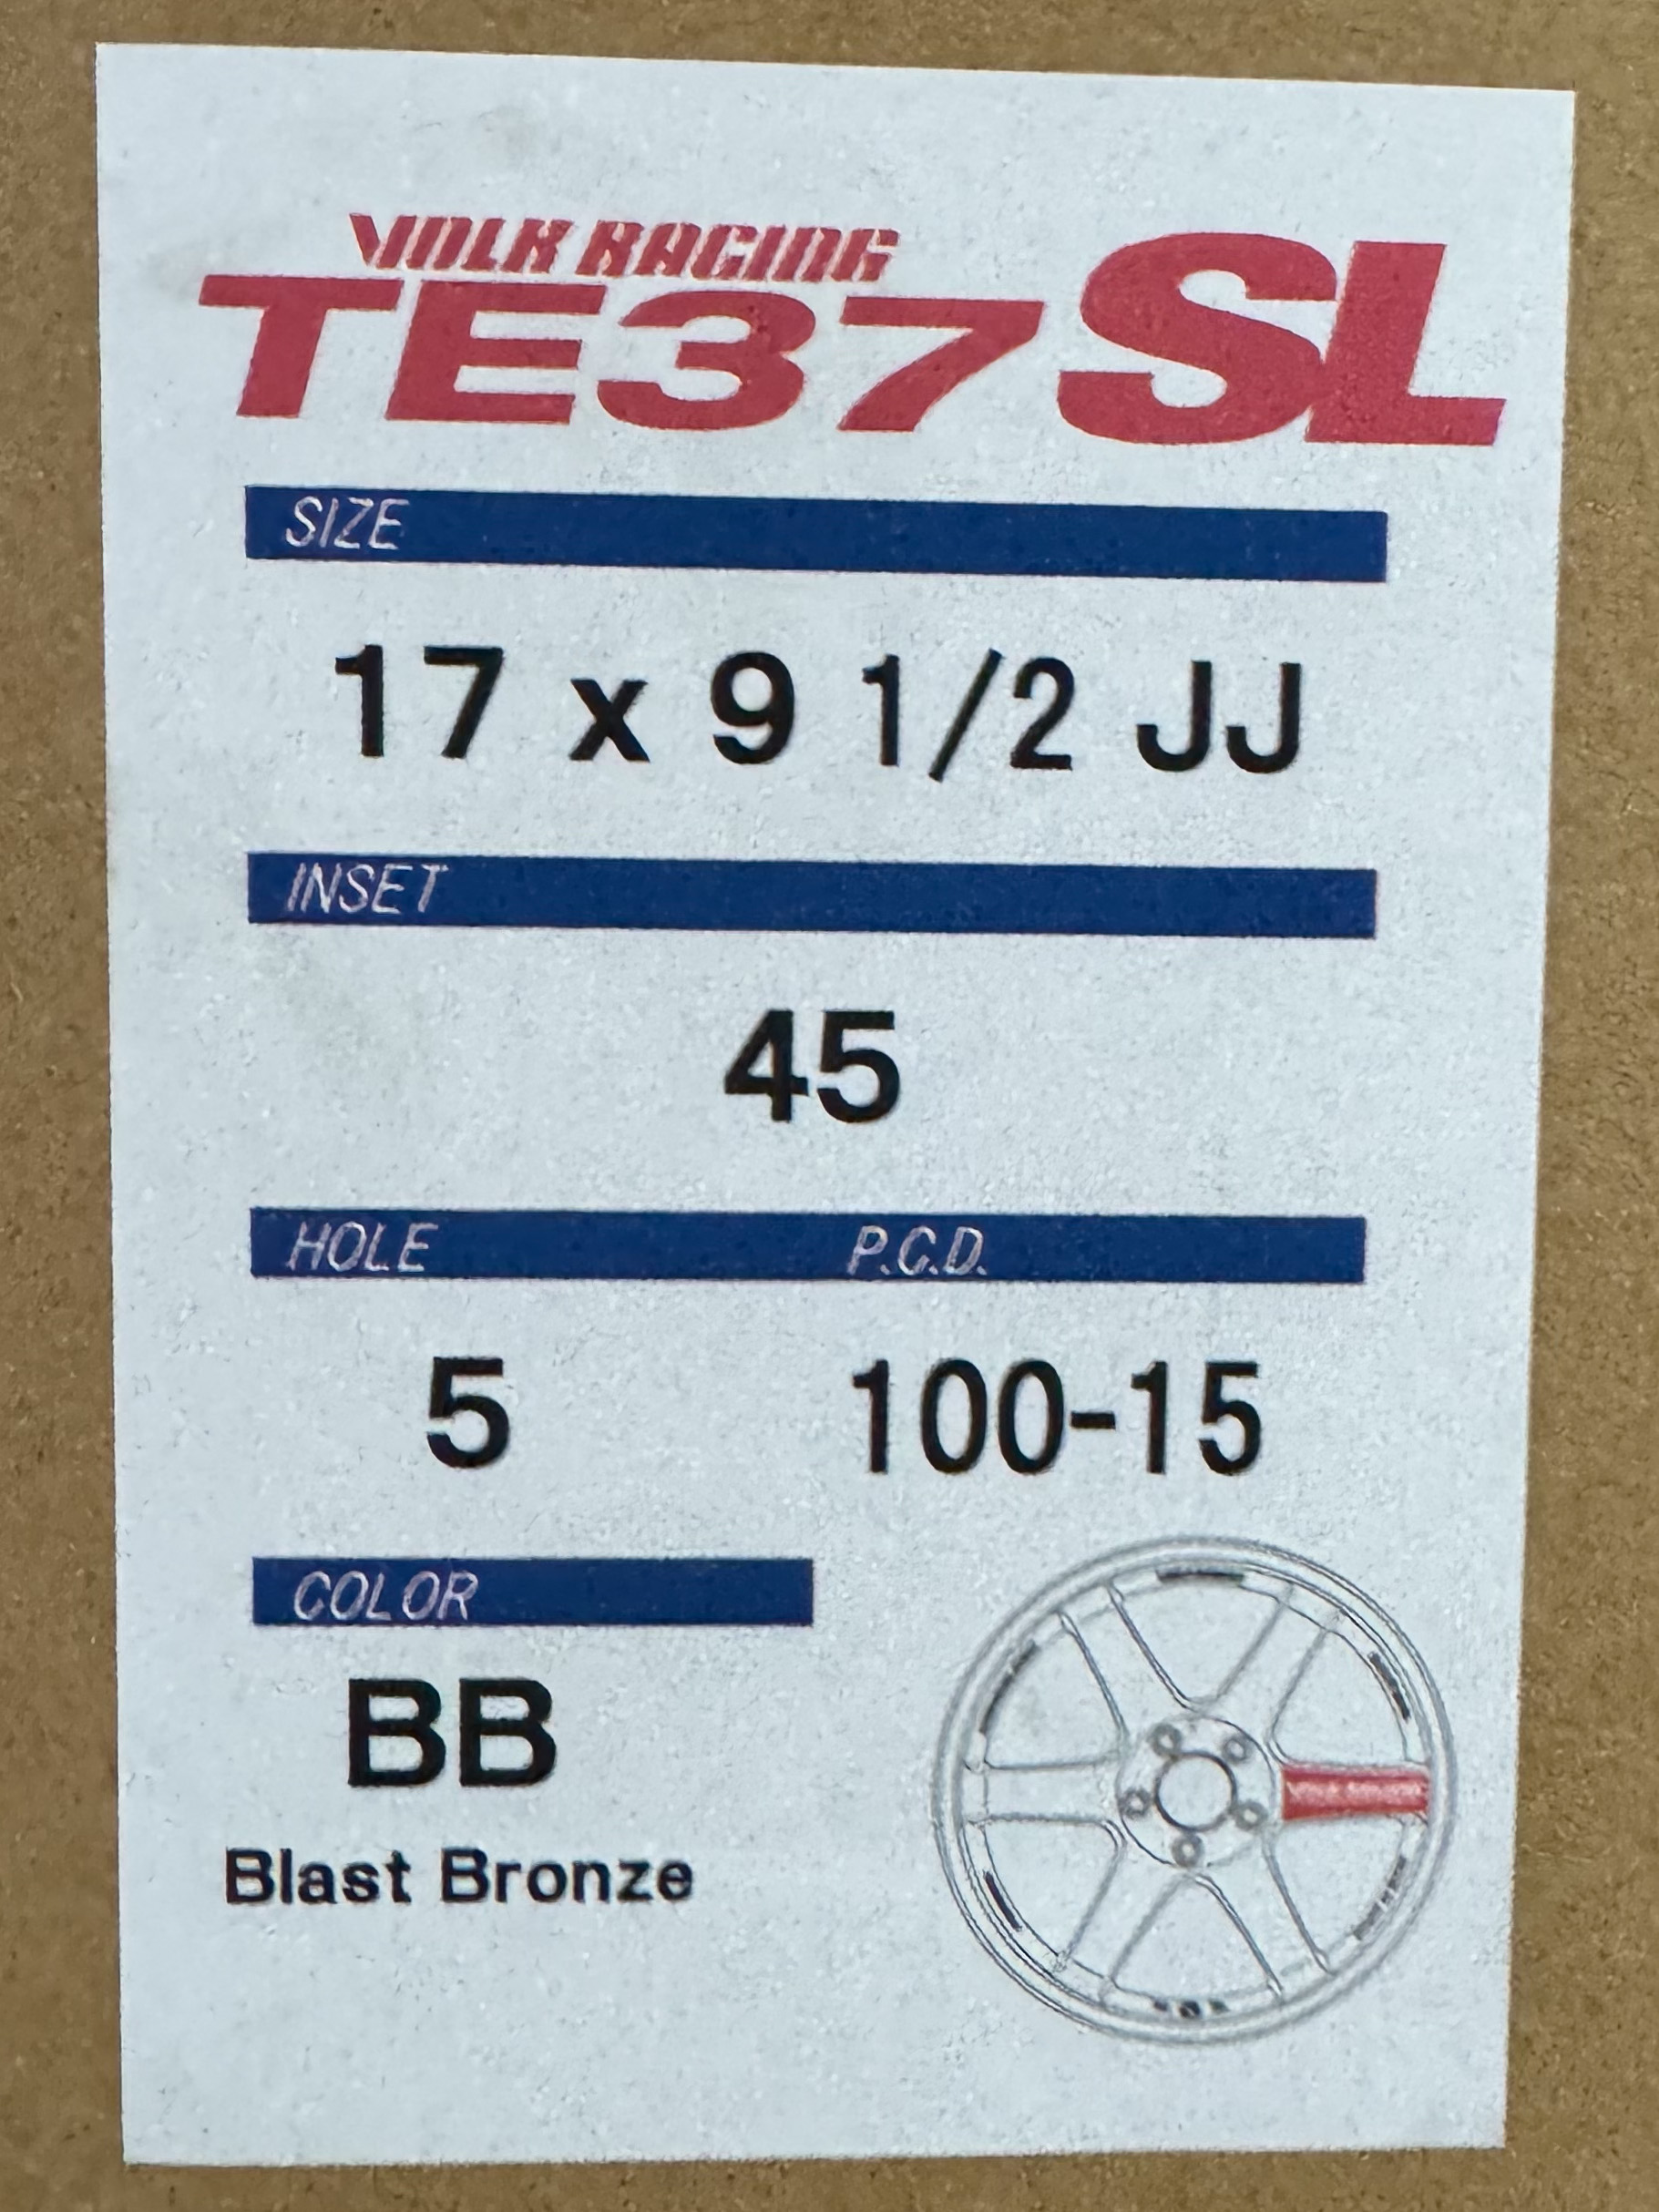 VOLK RACING
TE37SL
SIZE
17 x 9 1/2 JJ
INSET
45
HOLE P.C.D.
5 100-15
COLOR
BB
Blast Bronze